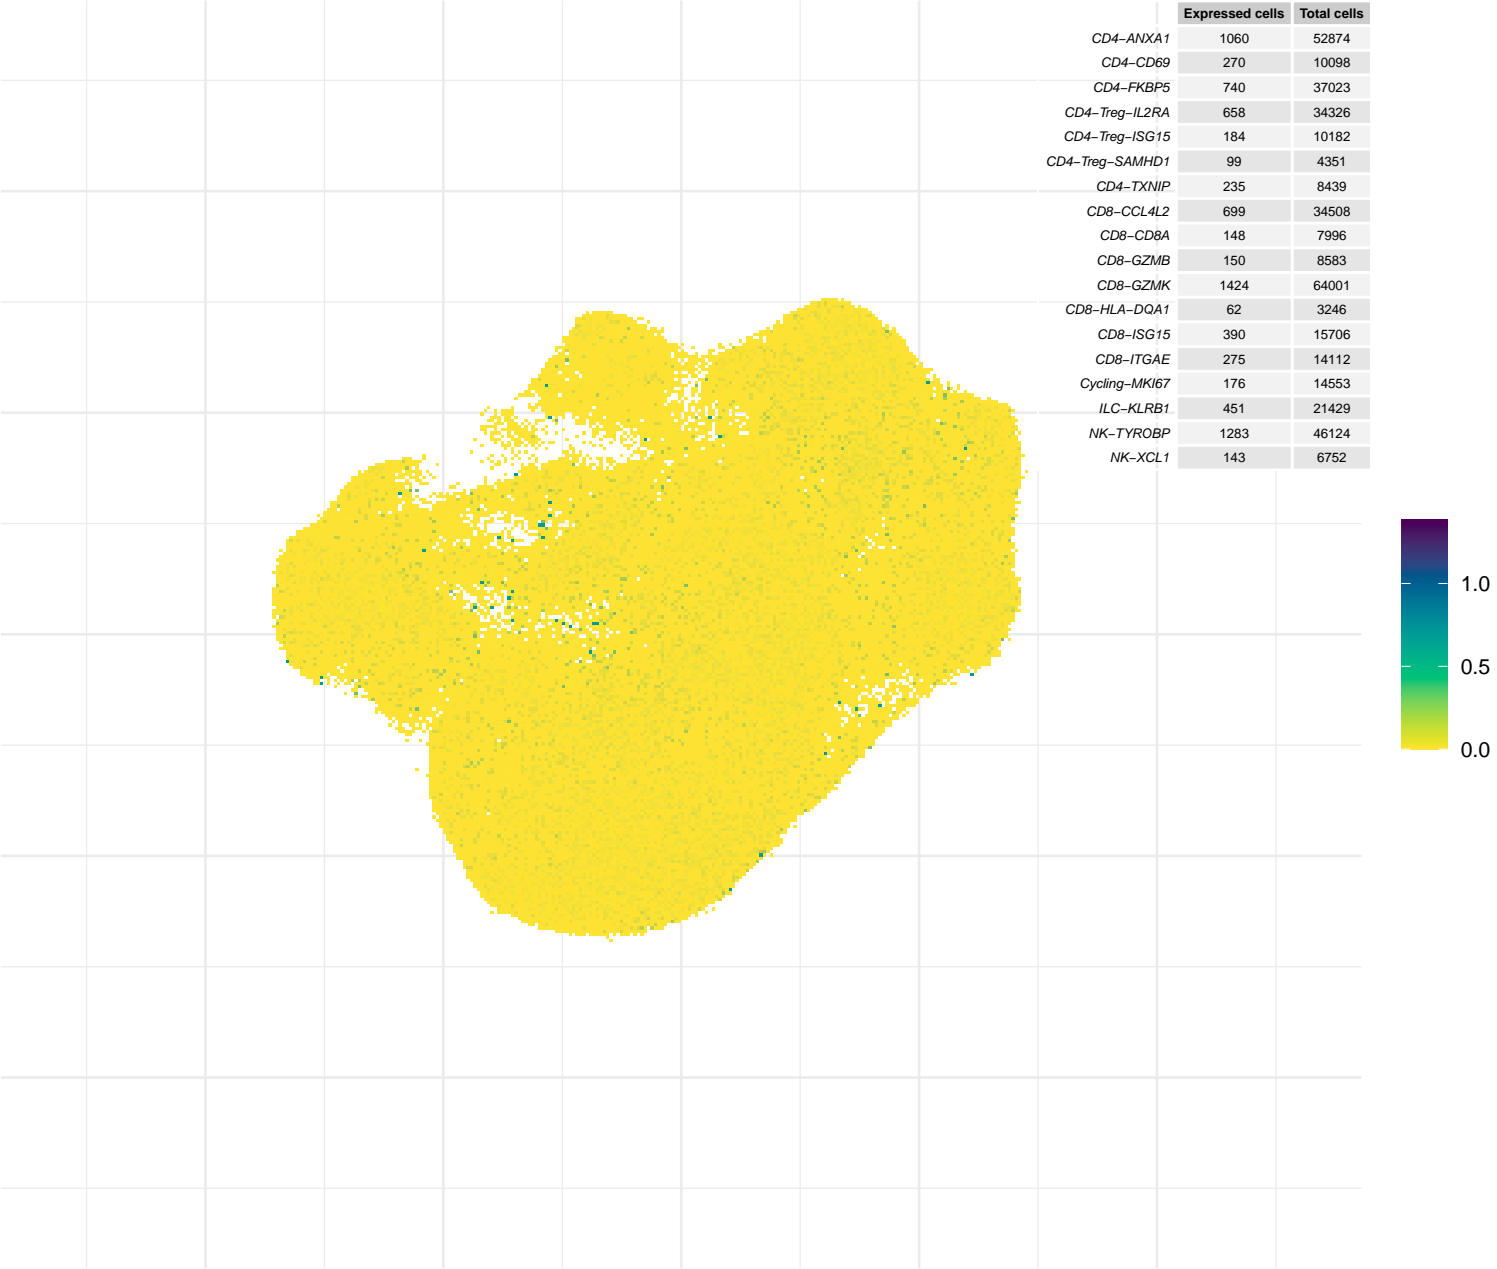 Expressed cells Total cells
CD4−ANXA1 1060 52874
CD4−CD69 270 10098
CD4−FKBP5 740 37023
CD4−Treg−IL2RA 658 34326
CD4−Treg−ISG15 184 10182
CD4−Treg−SAMHD1 99 4351
CD4−TXNIP 235 8439
CD8−CCL4L2 699 34508
CD8−CD8A 148 7996
CD8−GZMB 150 8583
CD8−GZMK 1424 64001
CD8−HLA−DQA1 62 3246
CD8−ISG15 390 15706
CD8−ITGAE 275 14112
Cycling−MKI67 176 14553
ILC−KLRB1 451 21429
NK−TYROBP 1283 46124
NK−XCL1 143 6752
1.0
0.5
0.0